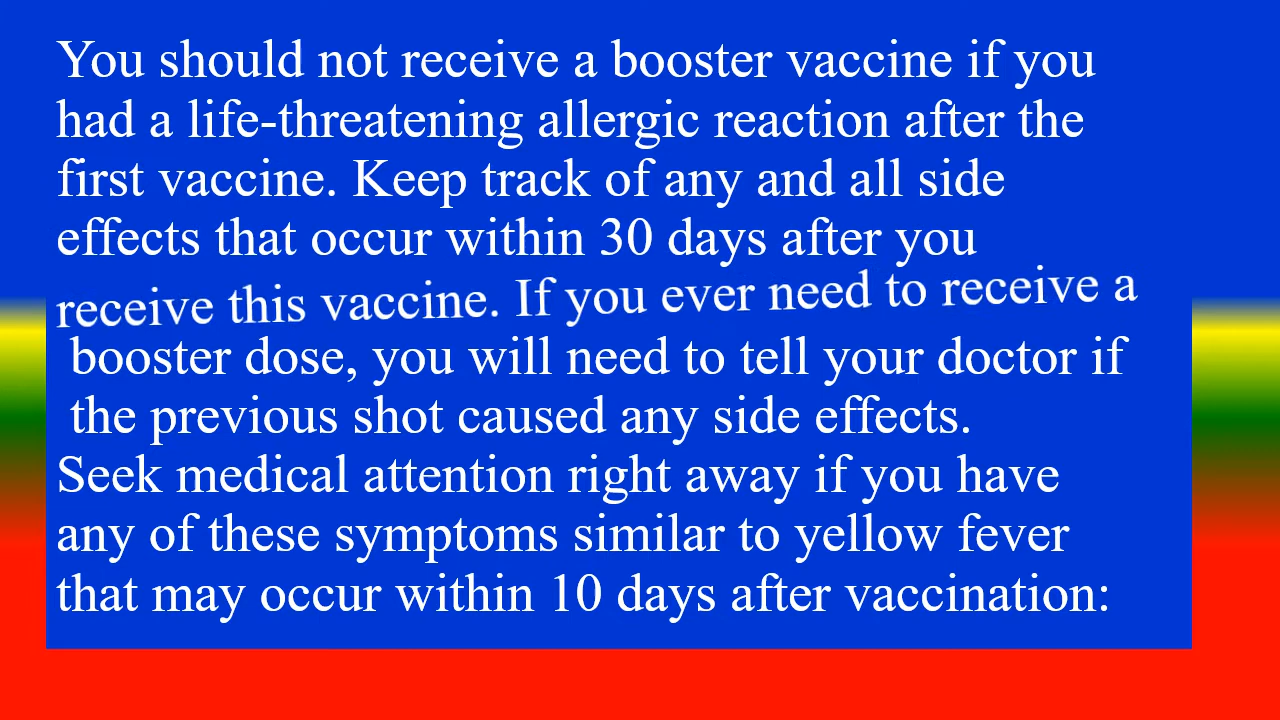 You should not receive a booster vaccine if you
had a life-threatening allergic reaction after the
first vaccine. Keep track of any and all side
effects that occur within 30 days after you
receive this vaccine. If you ever need to receive a
booster dose, you will need to tell your doctor if
the previous shot caused any side effects.
Seek medical attention right away if you have
any of these symptoms similar to yellow fever
that may occur within 10 days after vaccination: